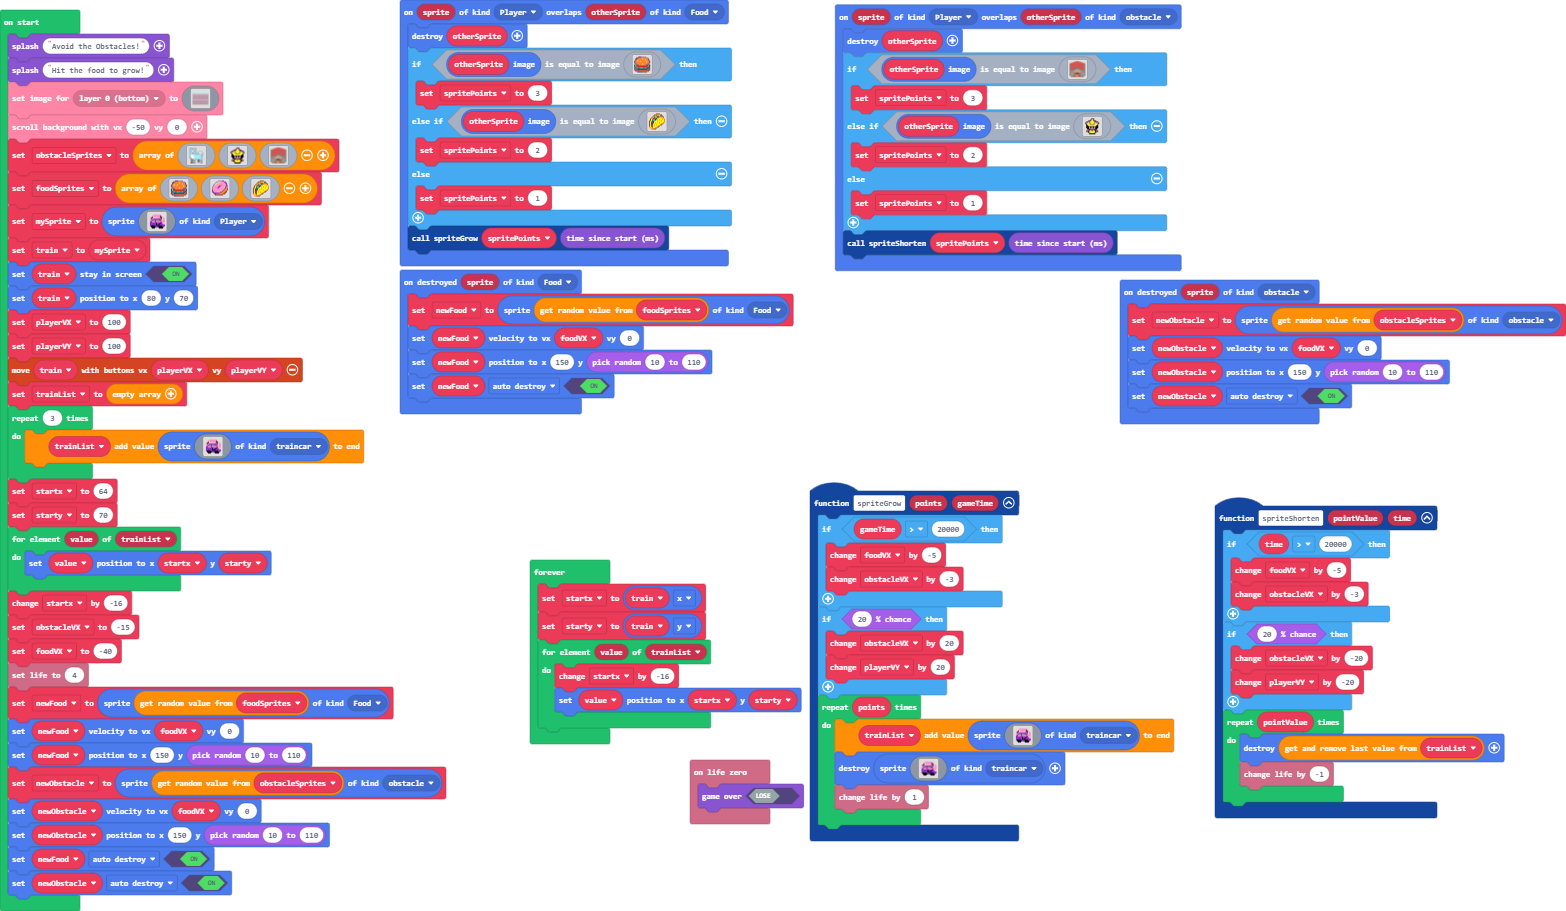 on start
splash "Avoid the Obstacles!"
splash "Hit the food to grow!"
set image for layer 0 (bottom) to
scroll background with vx -50 vy 0
set obstacleSprites to array of
set foodSprites to array of
set mySprite to sprite of kind Player
set train to mySprite
set train stay in screen ON
set train position to x 80 y 70
set playerVX to 100
set playerVY to 100
move train with buttons vx playerVX vy playerVY
set trainList to empty array
repeat 3 times
do
trainList add value sprite of kind traincar to end
set startx to 64
set starty to 70
for element value of trainList
do set value position to x startx y starty
change startx by -16
set obstacleVX to -15
set foodVX to -40
set life to 4
set newFood to sprite get random value from foodSprites of kind Food
set newFood velocity to vx foodVX vy 0
set newFood position to x 150 y pick random 10 to 110
set newObstacle to sprite get random value from obstacleSprites of kind obstacle
set newObstacle velocity to vx foodVX vy 0
set newObstacle position to x 150 y pick random 10 to 110
set newFood auto destroy ON
set newObstacle auto destroy ON
on sprite of kind Player overlaps otherSprite of kind Food
destroy otherSprite
if otherSprite image is equal to image then
set spritePoints to 3
else if otherSprite image is equal to image then
set spritePoints to 2
else
set spritePoints to 1
call spriteGrow spritePoints time since start (ms)
on destroyed sprite of kind Food
set newFood to sprite get random value from foodSprites of kind Food
set newFood velocity to vx foodVX vy 0
set newFood position to x 150 y pick random 10 to 110
set newFood auto destroy ON
on sprite of kind Player overlaps otherSprite of kind obstacle
destroy otherSprite
if otherSprite image is equal to image then
set spritePoints to 3
else if otherSprite image is equal to image then
set spritePoints to 2
else
set spritePoints to 1
call spriteShorten spritePoints time since start (ms)
on destroyed sprite of kind obstacle
set newObstacle to sprite get random value from obstacleSprites of kind obstacle
set newObstacle velocity to vx foodVX vy 0
set newObstacle position to x 150 y pick random 10 to 110
set newObstacle auto destroy ON
forever
set startx to train x
set starty to train y
for element value of trainList
do change startx by -16
set value position to x startx y starty
on life zero
game over LOSE
function spriteGrow points gameTime
if gameTime > 20000 then
change foodVX by -5
change obstacleVX by -3
if 20 % chance then
change obstacleVX by 20
change playerVY by 20
repeat points times
do
trainList add value sprite of kind traincar to end
destroy sprite of kind traincar
change life by 1
function spriteShorten pointValue time
if time > 20000 then
change foodVX by -5
change obstacleVX by -3
if 20 % chance then
change obstacleVX by -20
change playerVY by -20
repeat pointValue times
do
destroy get and remove last value from trainList
change life by -1